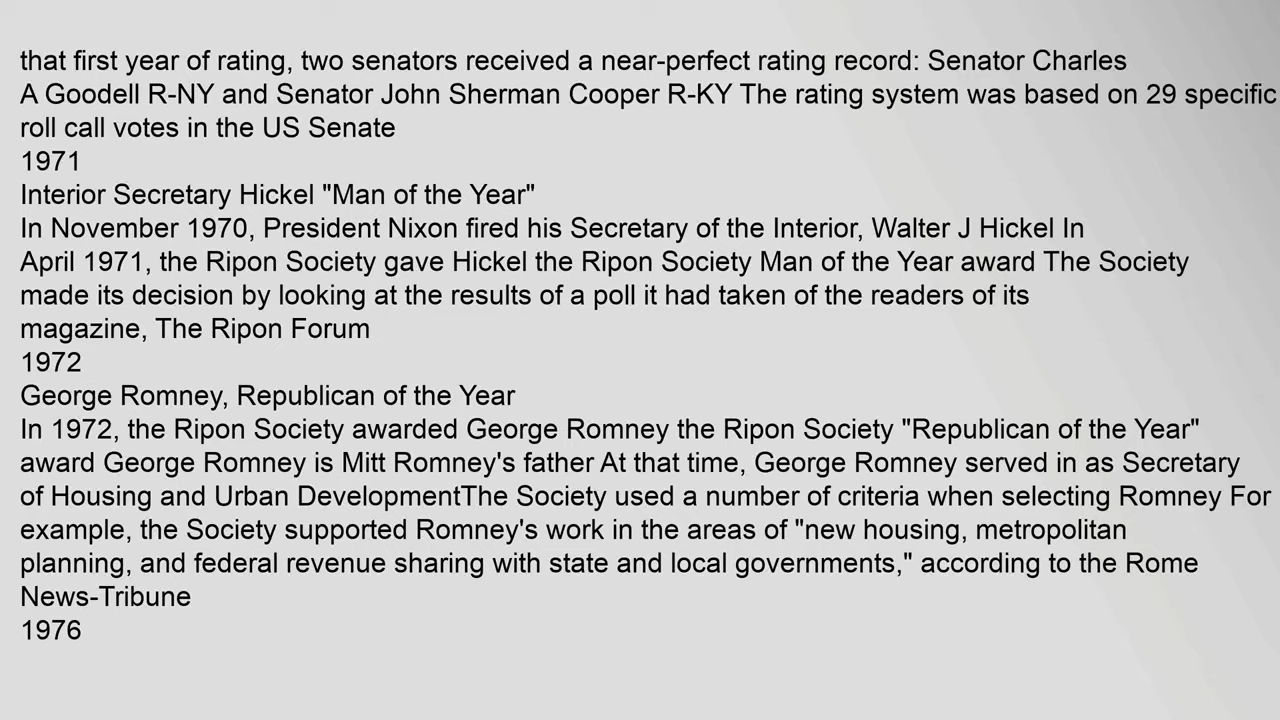 that first year of rating, two senators received a near-perfect rating record: Senator Charles
A Goodell R-NY and Senator John Sherman Cooper R-KY The rating system was based on 29 specific
roll call votes in the US Senate
1971
Interior Secretary Hickel "Man of the Year"
In November 1970, President Nixon fired his Secretary of the Interior, Walter J Hickel In
April 1971, the Ripon Society gave Hickel the Ripon Society Man of the Year award The Society
made its decision by looking at the results of a poll it had taken of the readers of its
magazine, The Ripon Forum
1972
George Romney, Republican of the Year
In 1972, the Ripon Society awarded George Romney the Ripon Society "Republican of the Year"
award George Romney is Mitt Romney's father At that time, George Romney served in as Secretary
of Housing and Urban DevelopmentThe Society used a number of criteria when selecting Romney For
example, the Society supported Romney's work in the areas of "new housing, metropolitan
planning, and federal revenue sharing with state and local governments," according to the Rome
News-Tribune
1976